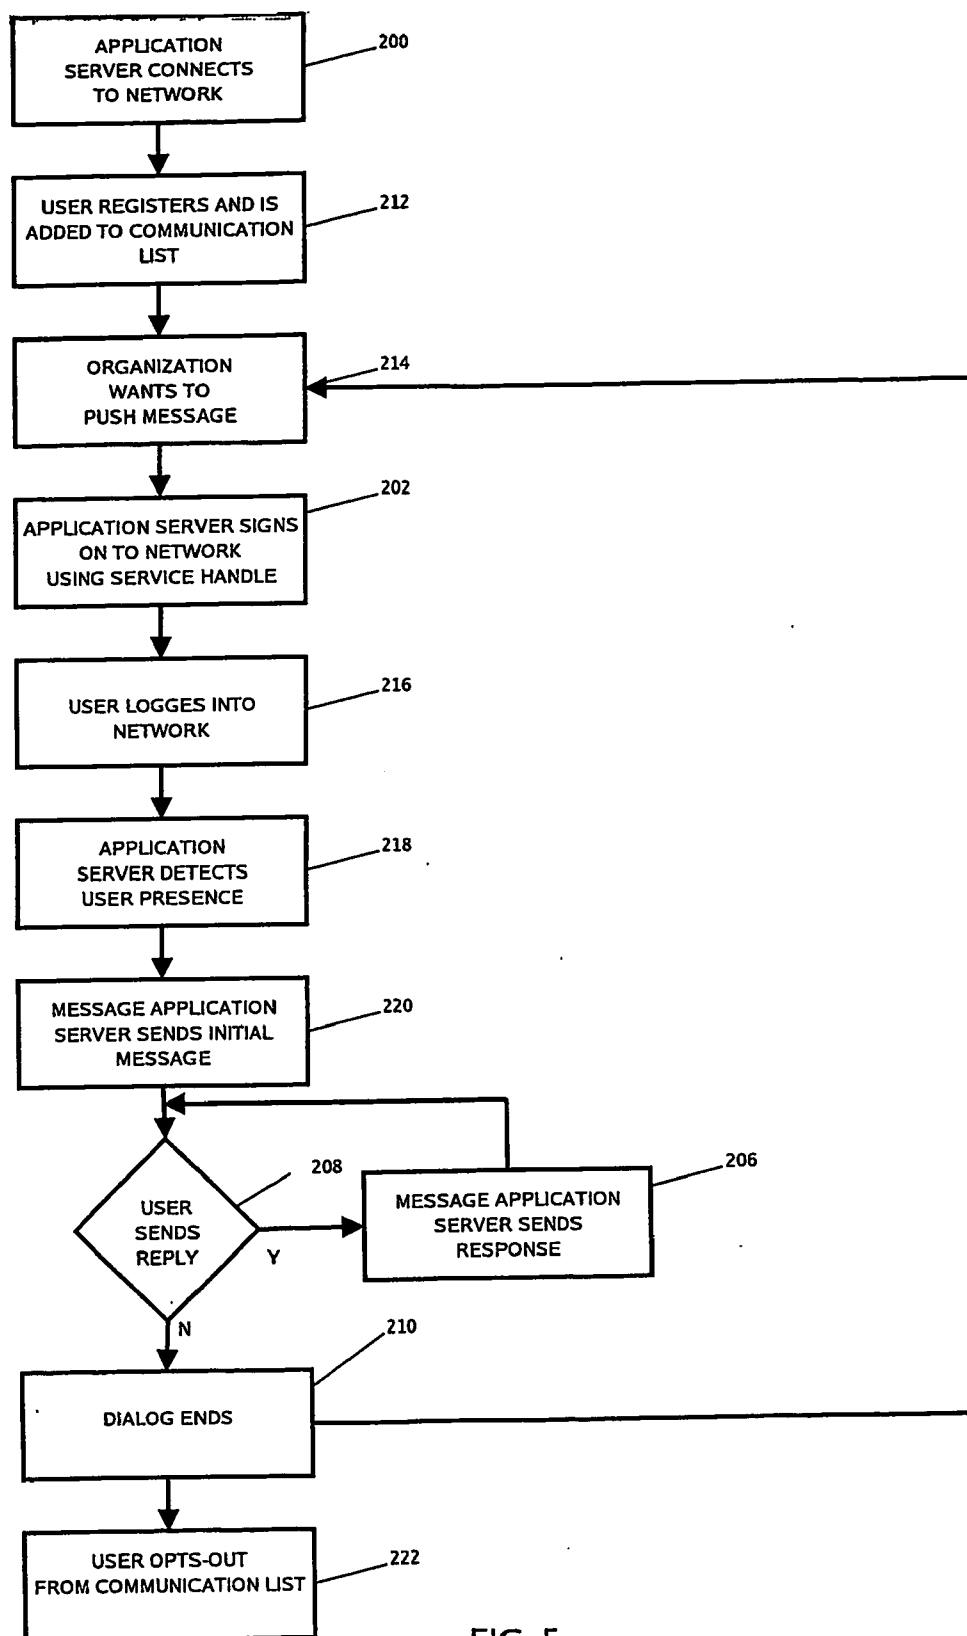 APPLICATION
SERVER CONNECTS
TO NETWORK
200
USER REGISTERS AND IS
ADDED TO COMMUNICATION
LIST
212
ORGANIZATION
WANTS TO
PUSH MESSAGE
214
APPLICATION SERVER SIGNS
ON TO NETWORK
USING SERVICE HANDLE
202
USER LOGGES INTO
NETWORK
216
APPLICATION
SERVER DETECTS
USER PRESENCE
218
MESSAGE APPLICATION
SERVER SENDS INITIAL
MESSAGE
220
USER
SENDS
REPLY
208
Y
N
MESSAGE APPLICATION
SERVER SENDS
RESPONSE
206
DIALOG ENDS
210
USER OPTS-OUT
FROM COMMUNICATION LIST
222
FIG. 5